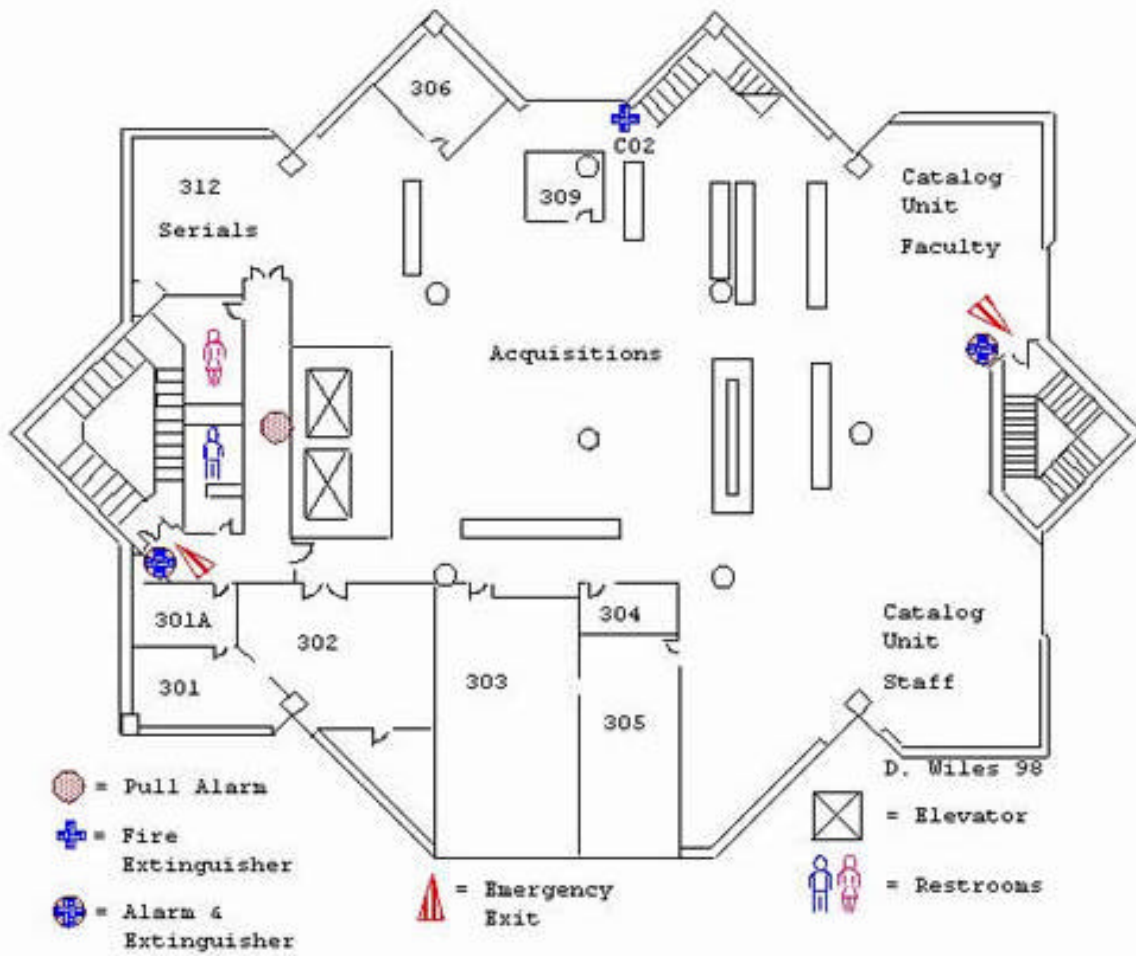 306
CO2
312
309
Serials
Catalog
Unit
Faculty
Acquisitions
301A
302
304
Catalog
Unit
Staff
301
303
305
D. Wiles 98
= Pull Alarm
= Fire
Extinguisher
= Alarm &
Extinguisher
= Emergency
Exit
= Elevator
= Restrooms